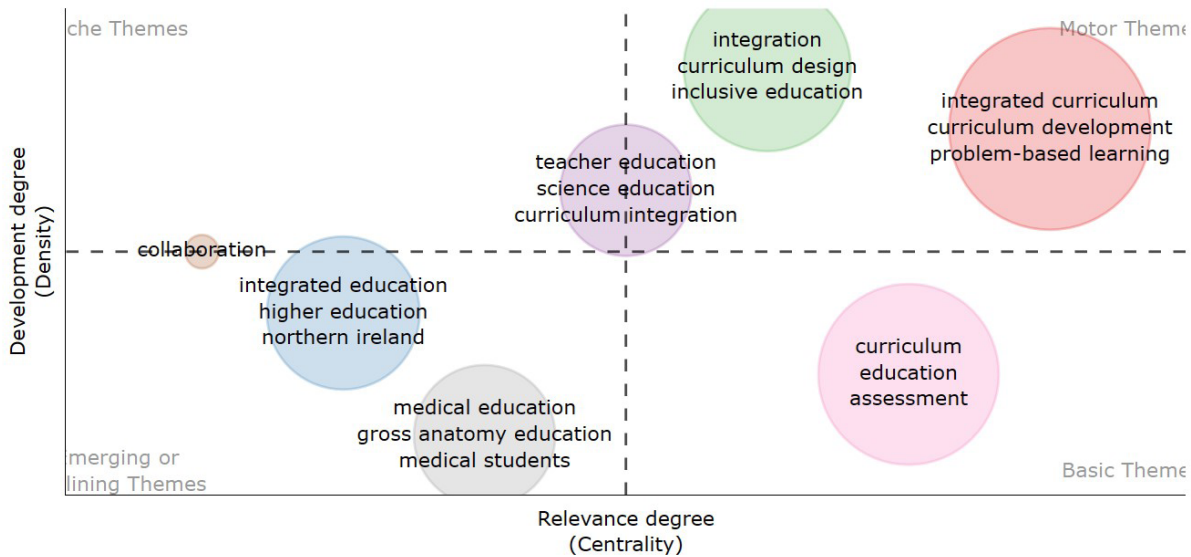 che Themes
Motor Theme
integration
curriculum design
inclusive education
integrated curriculum
curriculum development
problem-based learning
teacher education
science education
curriculum integration
collaboration
integrated education
higher education
northern ireland
curriculum
education
assessment
medical education
gross anatomy education
medical students
Emerging or
lining Themes
Basic Theme
Development degree
(Density)
Relevance degree
(Centrality)